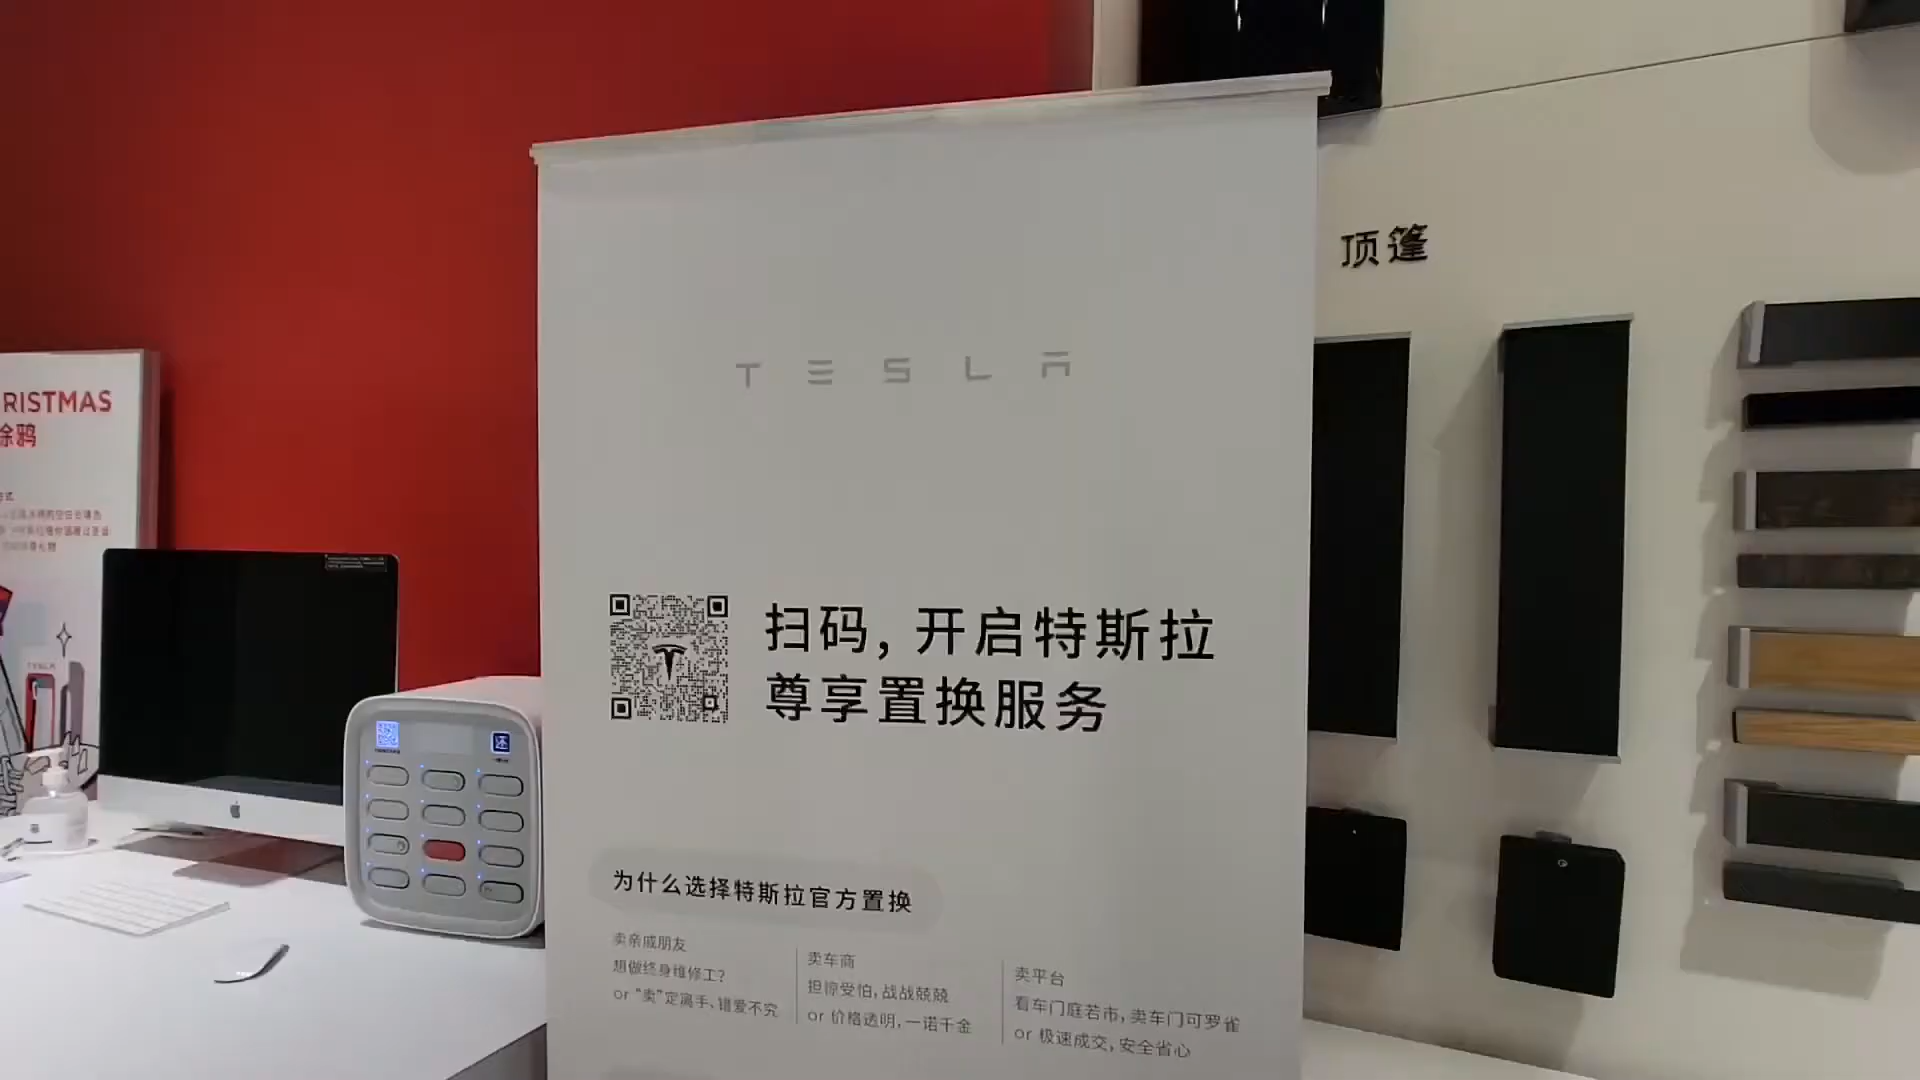 TESLA
扫码，开启特斯拉
尊享置换服务
为什么选择特斯拉官方置换
卖亲戚朋友
想做终身维修工？
or “卖”定离手、错爱不究
卖车商
担惊受怕，战战兢兢
or 价格透明，一诺千金
卖平台
看车门庭若市，卖车门可罗雀
or 极速成交，安全省心
顶篷
RISTMAS
涂鸦
TESLA